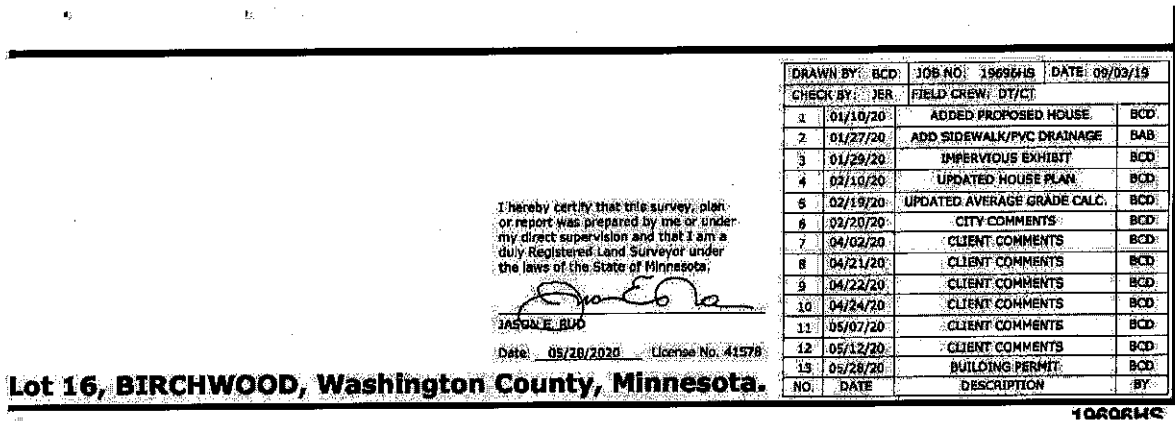 DRAWN BY: BCD JOB NO: 19696HS DATE: 09/03/19
CHECK BY: JER FIELD CREW: DT/CT
1 01/10/20 ADDED PROPOSED HOUSE BCD
2 01/27/20 ADD SIDEWALK/PVC DRAINAGE BAB
3 01/29/20 IMPERVIOUS EXHIBIT BCD
4 02/10/20 UPDATED HOUSE PLAN BCD
5 02/19/20 UPDATED AVERAGE GRADE CALC. BCD
6 02/20/20 CITY COMMENTS BCD
7 04/02/20 CLIENT COMMENTS BCD
8 04/21/20 CLIENT COMMENTS BCD
9 04/22/20 CLIENT COMMENTS BCD
10 04/24/20 CLIENT COMMENTS BCD
11 05/07/20 CLIENT COMMENTS BCD
12 05/12/20 CLIENT COMMENTS BCD
13 05/28/20 BUILDING PERMIT BCD
NO. DATE DESCRIPTION BY
I hereby certify that this survey, plan
or report was prepared by me or under
my direct supervision and that I am a
duly Registered Land Surveyor under
the laws of the State of Minnesota.
JASON E. RUD
Date: 05/28/2020 License No. 41578
Lot 16, BIRCHWOOD, Washington County, Minnesota.